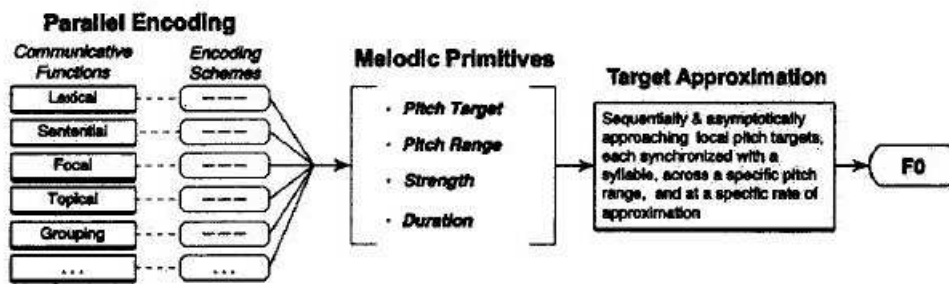 Parallel Encoding
Communicative
Functions
Encoding
Schemes
Lexical
---
Sentential
---
Focal
---
Topical
---
Grouping
---
...
...
Melodic Primitives
· Pitch Target
· Pitch Range
· Strength
· Duration
Target Approximation
Sequentially & asymptotically
approaching local pitch targets,
each synchronized with a
syllable, across a specific pitch
range, and at a specific rate of
approximation
F0